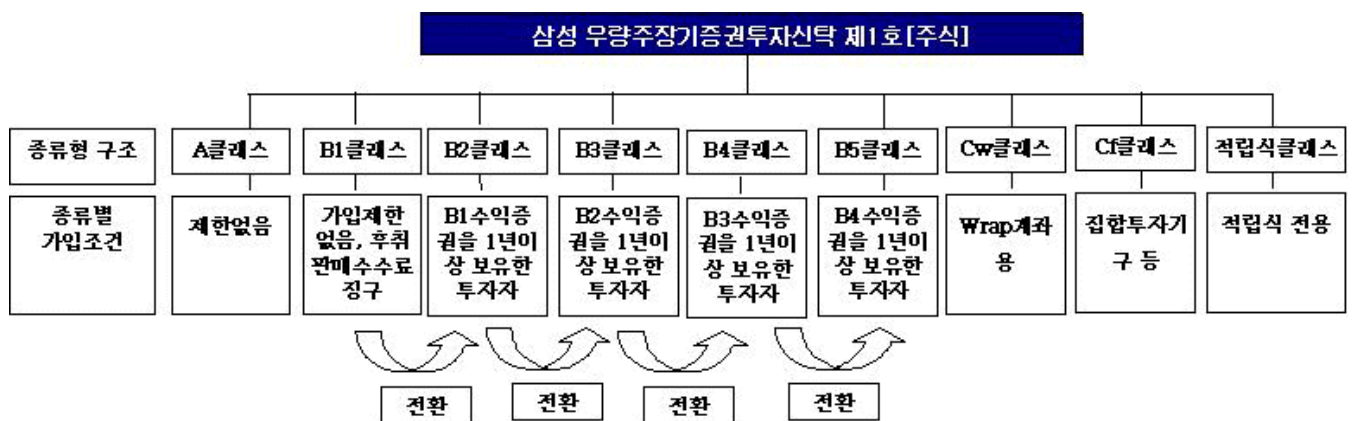 삼성 우량주장기증권투자신탁 제1호[주식]
종류형 구조
A클래스
B1클래스
B2클래스
B3클래스
B4클래스
B5클래스
Cw클래스
Cf클래스
적립식클래스
종류별
가입조건
제한없음
가입제한
없음, 후취
판매수수료
징구
B1수익증
권을 1년이
상 보유한
투자자
B2수익증
권을 1년이
상 보유한
투자자
B3수익증
권을 1년이
상 보유한
투자자
B4수익증
권을 1년이
상 보유한
투자자
Wrap계좌
용
집합투자기
구 등
적립식 전용
전환
전환
전환
전환